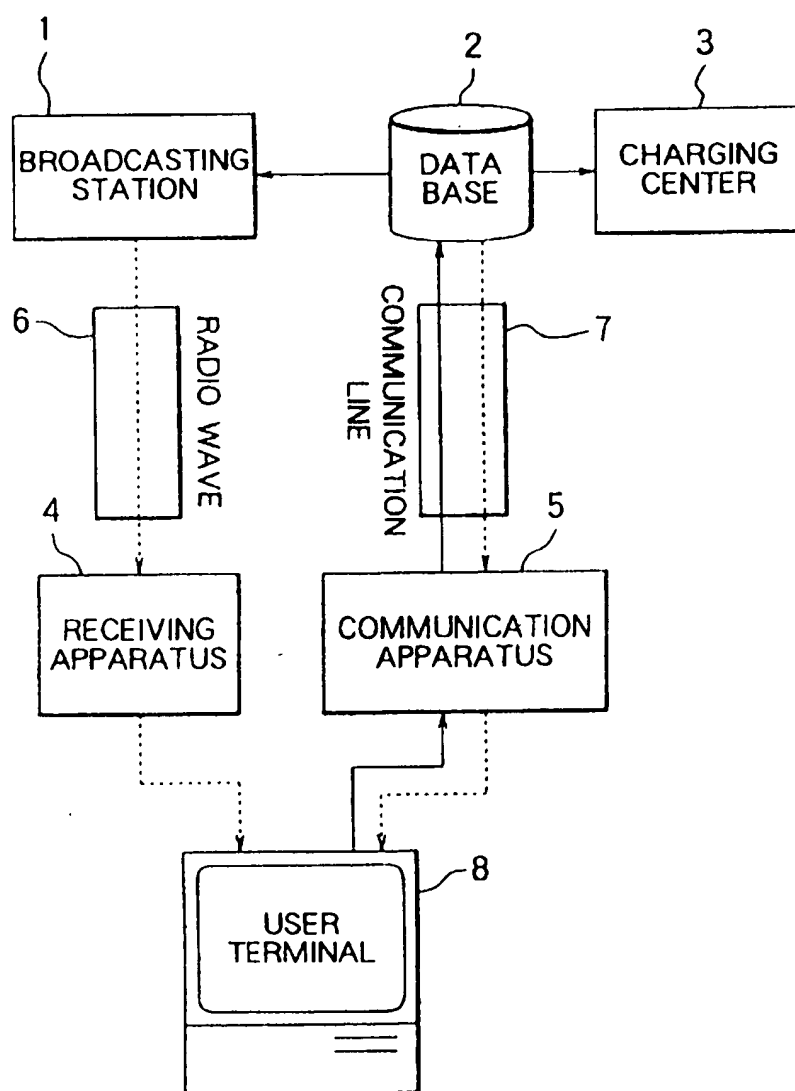 1
2
3
BROADCASTING
STATION
DATA
BASE
CHARGING
CENTER
6
RADIO WAVE
COMMUNICATION
LINE
7
4
5
RECEIVING
APPARATUS
COMMUNICATION
APPARATUS
8
USER
TERMINAL